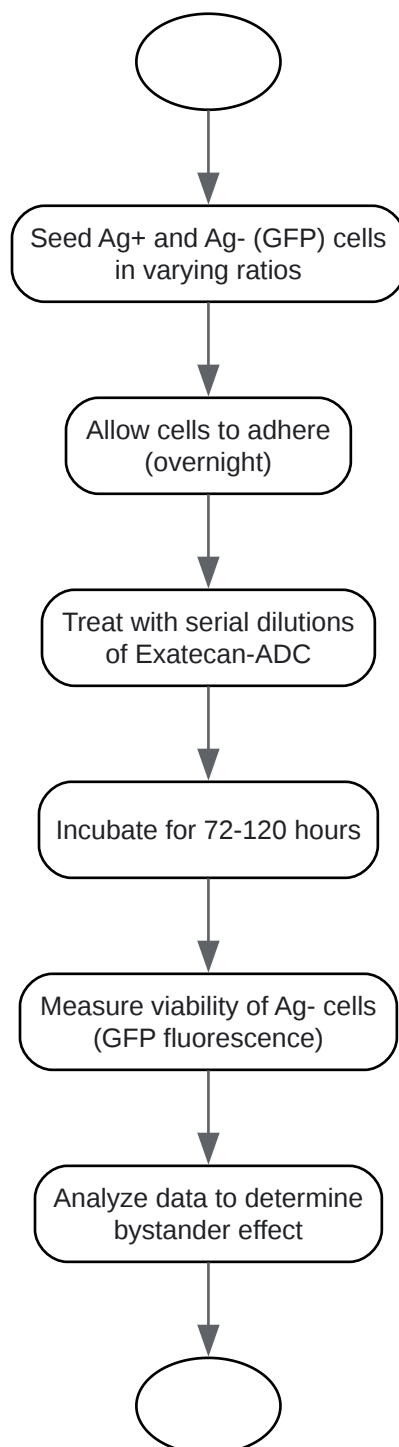 Seed Ag+ and Ag- (GFP) cells
in varying ratios
Allow cells to adhere
(overnight)
Treat with serial dilutions
of Exatecan-ADC
Incubate for 72-120 hours
Measure viability of Ag- cells
(GFP fluorescence)
Analyze data to determine
bystander effect